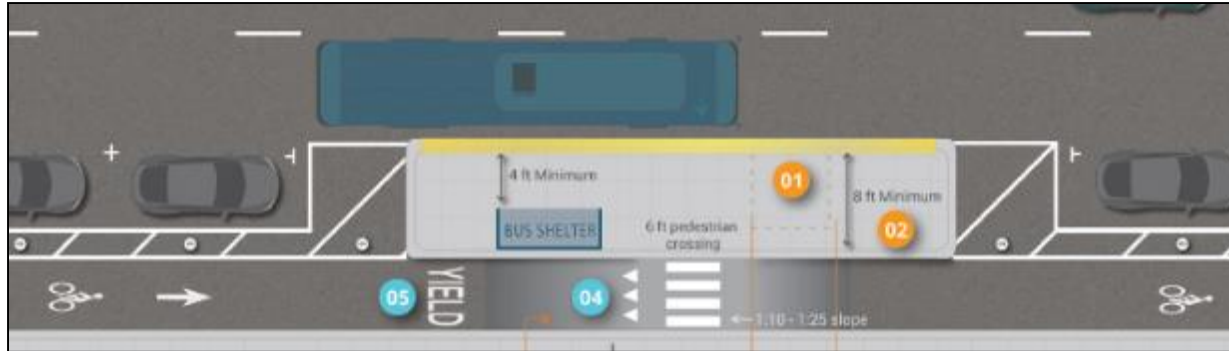 4 ft Minimum
01
8 ft Minimum
BUS SHELTER
6 ft pedestrian
crossing
02
05
YIELD
04
1:10 - 1:25 slope